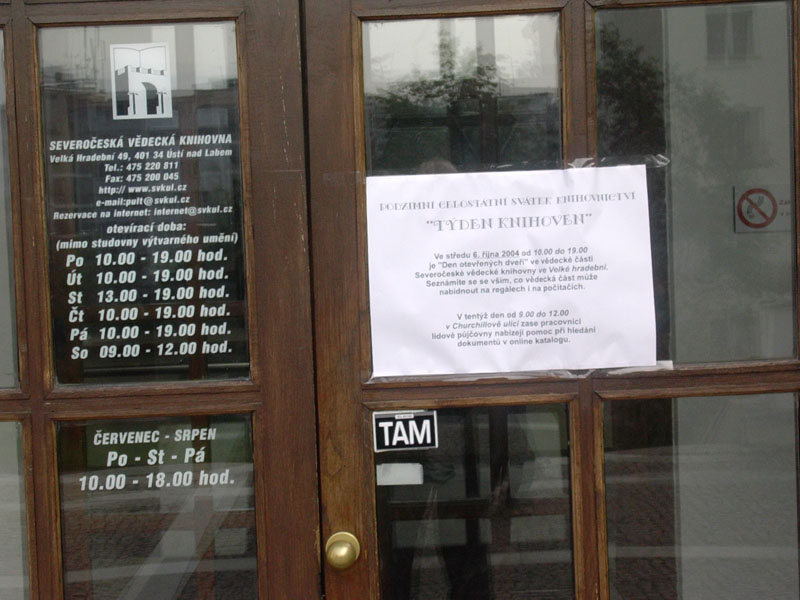 SEVEROČESKÁ VĚDECKÁ KNIHOVNA
Velká Hradební 49, 401 34 Ústí nad Labem
Tel.: 475 220 811
Fax: 475 200 045
http:// www.svkul.cz
e-mail:pult@svkul.cz
Rezervace na internet: internet@svkul.cz
otevírací doba:
(mimo studovny výtvarného umění)
Po 10.00 - 19.00 hod.
Út 10.00 - 19.00 hod.
St 13.00 - 19.00 hod.
Čt 10.00 - 19.00 hod.
Pá 10.00 - 19.00 hod.
So 09.00 - 12.00 hod.
ČERVENEC - SRPEN
Po - St - Pá
10.00 - 18.00 hod.
PODZIMNÍ CELOSTÁTNÍ SVÁTEK KNIHOVNICTVÍ
"TÝDEN KNIHOVEN"
Ve středu 6. října 2004 od 10.00 do 19.00
je "Den otevřených dveří" ve vědecké části
Severočeské vědecké knihovny ve Velké hradební.
Seznámíte se se vším, co vědecká část může
nabídnout na regálech i na počítačích.
V tentýž den od 9.00 do 12.00
v Churchillově ulici zase pracovníci
lidové půjčovny nabízejí pomoc při hledání
dokumentů v online katalogu.
TAM